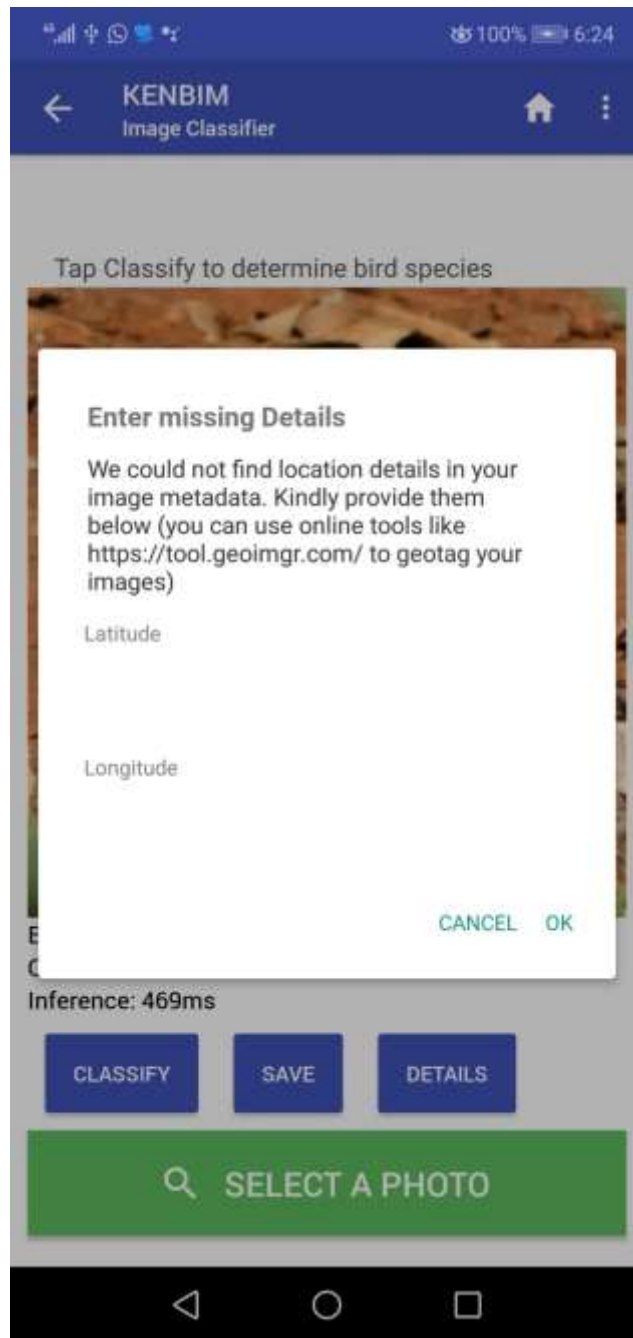 100% 6:24
KENBIM
Image Classifier
Tap Classify to determine bird species
Enter missing Details
We could not find location details in your
image metadata. Kindly provide them
below (you can use online tools like
https://tool.geoimgr.com/ to geotag your
images)
Latitude
Longitude
CANCEL OK
Inference: 469ms
CLASSIFY SAVE DETAILS
SELECT A PHOTO